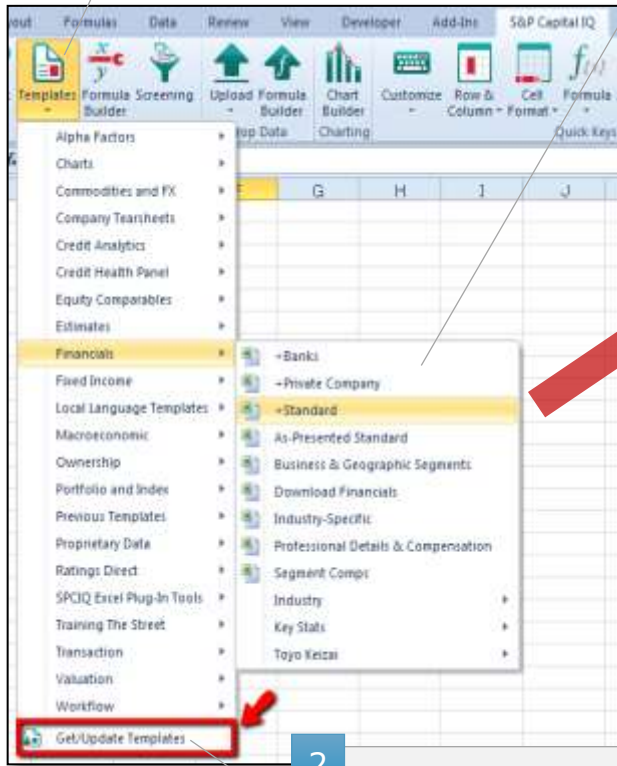 out Formulas Data Review View Developer Add-Ins S&P Capital IQ
Templates Formula Builder Screening Upload Formula Builder Chart Builder Customize Row & Column Cell Format Formula
op Data Charting Quick Keys
G H I J
Alpha Factors
Charts
Commodities and FX
Company Tearsheets
Credit Analytics
Credit Health Panel
Equity Comparables
Estimates
Financials
Fixed Income
Local Language Templates
Macroeconomic
Ownership
Portfolio and Index
Previous Templates
Proprietary Data
Ratings Direct
SPCIQ Excel Plug-In Tools
Training The Street
Transaction
Valuation
Workflow
Get/Update Templates
+Banks
+Private Company
+Standard
As-Presented Standard
Business & Geographic Segments
Download Financials
Industry-Specific
Professional Details & Compensation
Segment Comps
Industry
Key Stats
Toyo Keizai
2